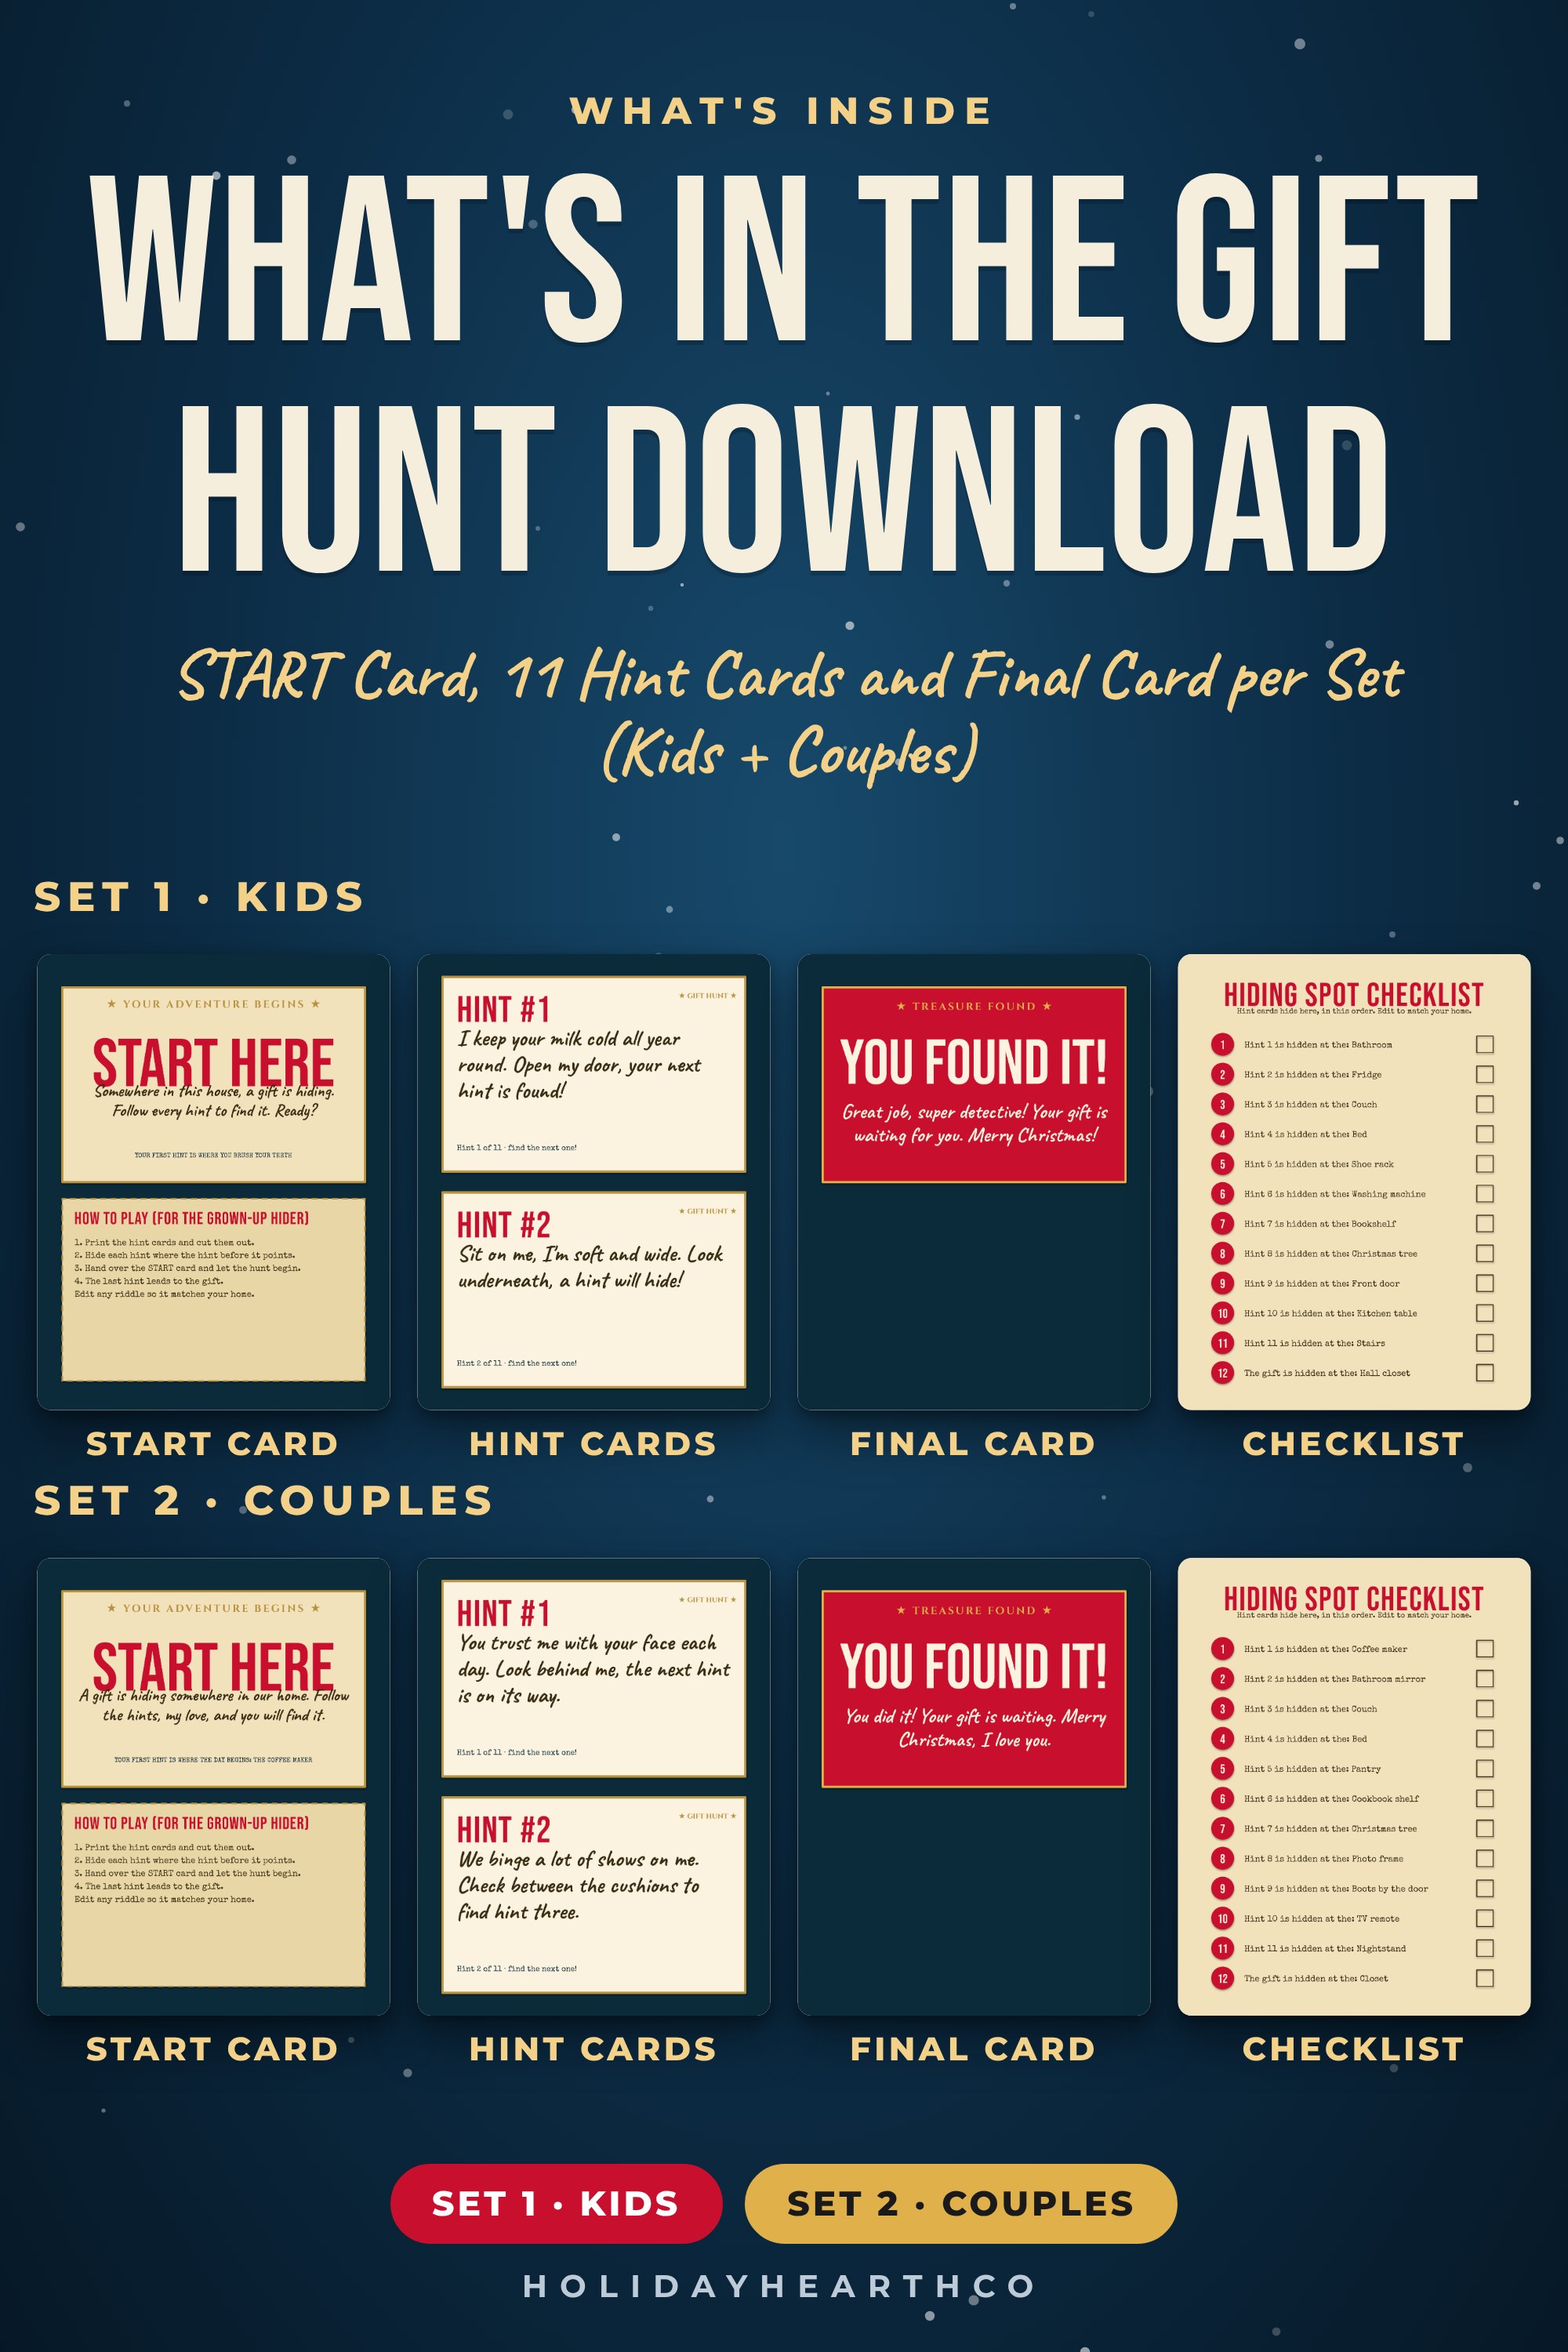 WHAT'S INSIDE
WHAT'S IN THE GIFT
HUNT DOWNLOAD
START Card, 11 Hint Cards and Final Card per Set
(Kids + Couples)
SET 1 · KIDS
★ YOUR ADVENTURE BEGINS ★
START HERE
Somewhere in this house, a gift is hiding.
Follow every hint to find it. Ready?
YOUR FIRST HINT IS WHERE YOU BRUSH YOUR TEETH
HOW TO PLAY (FOR THE GROWN-UP HIDER)
1. Print the hint cards and cut them out.
2. Hide each hint where the hint before it points.
3. Hand over the START card and let the hunt begin.
4. The last hint leads to the gift.
Edit any riddle so it matches your home.
START CARD
★ GIFT HUNT ★
HINT #1
I keep your milk cold all year
round. Open my door, your next
hint is found!
Hint 1 of 11 · find the next one!
★ GIFT HUNT ★
HINT #2
Sit on me, I'm soft and wide. Look
underneath, a hint will hide!
Hint 2 of 11 · find the next one!
HINT CARDS
★ TREASURE FOUND ★
YOU FOUND IT!
Great job, super detective! Your gift is
waiting for you. Merry Christmas!
FINAL CARD
HIDING SPOT CHECKLIST
Hint cards hide here, in this order. Edit to match your home.
1 Hint 1 is hidden at the: Bathroom
2 Hint 2 is hidden at the: Fridge
3 Hint 3 is hidden at the: Couch
4 Hint 4 is hidden at the: Bed
5 Hint 5 is hidden at the: Shoe rack
6 Hint 6 is hidden at the: Washing machine
7 Hint 7 is hidden at the: Bookshelf
8 Hint 8 is hidden at the: Christmas tree
9 Hint 9 is hidden at the: Front door
10 Hint 10 is hidden at the: Kitchen table
11 Hint 11 is hidden at the: Stairs
12 The gift is hidden at the: Hall closet
CHECKLIST
SET 2 · COUPLES
★ YOUR ADVENTURE BEGINS ★
START HERE
A gift is hiding somewhere in our home. Follow
the hints, my love, and you will find it.
YOUR FIRST HINT IS WHERE THE DAY BEGINS: THE COFFEE MAKER
HOW TO PLAY (FOR THE GROWN-UP HIDER)
1. Print the hint cards and cut them out.
2. Hide each hint where the hint before it points.
3. Hand over the START card and let the hunt begin.
4. The last hint leads to the gift.
Edit any riddle so it matches your home.
START CARD
★ GIFT HUNT ★
HINT #1
You trust me with your face each
day. Look behind me, the next hint
is on its way.
Hint 1 of 11 · find the next one!
★ GIFT HUNT ★
HINT #2
We binge a lot of shows on me.
Check between the cushions to
find hint three.
Hint 2 of 11 · find the next one!
HINT CARDS
★ TREASURE FOUND ★
YOU FOUND IT!
You did it! Your gift is waiting. Merry
Christmas, I love you.
FINAL CARD
HIDING SPOT CHECKLIST
Hint cards hide here, in this order. Edit to match your home.
1 Hint 1 is hidden at the: Coffee maker
2 Hint 2 is hidden at the: Bathroom mirror
3 Hint 3 is hidden at the: Couch
4 Hint 4 is hidden at the: Bed
5 Hint 5 is hidden at the: Pantry
6 Hint 6 is hidden at the: Cookbook shelf
7 Hint 7 is hidden at the: Christmas tree
8 Hint 8 is hidden at the: Photo frame
9 Hint 9 is hidden at the: Boots by the door
10 Hint 10 is hidden at the: TV remote
11 Hint 11 is hidden at the: Nightstand
12 The gift is hidden at the: Closet
CHECKLIST
SET 1 · KIDS
SET 2 · COUPLES
HOLIDAYHEARTHCO